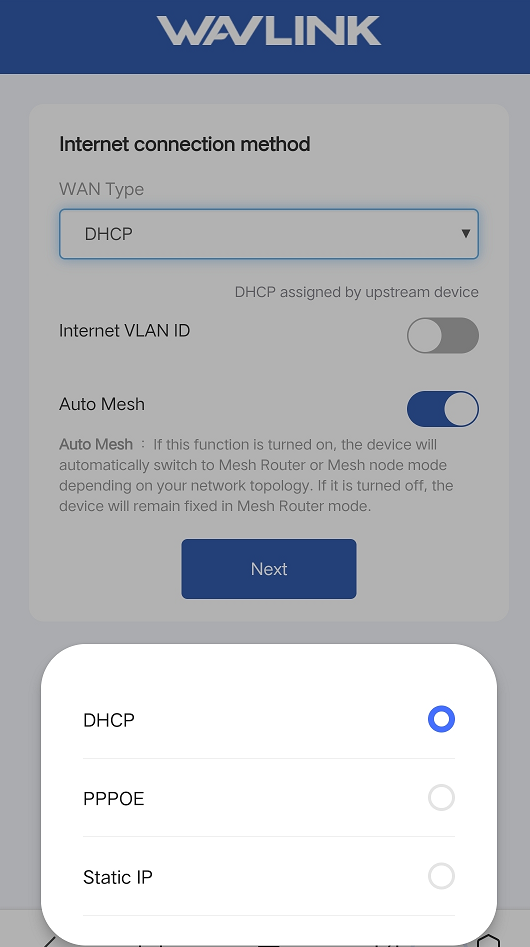 WAVLINK
Internet connection method
WAN Type
DHCP
DHCP assigned by upstream device
Internet VLAN ID
Auto Mesh
Auto Mesh : If this function is turned on, the device will
automatically switch to Mesh Router or Mesh node mode
depending on your network topology. If it is turned off, the
device will remain fixed in Mesh Router mode.
Next
DHCP
PPPOE
Static IP